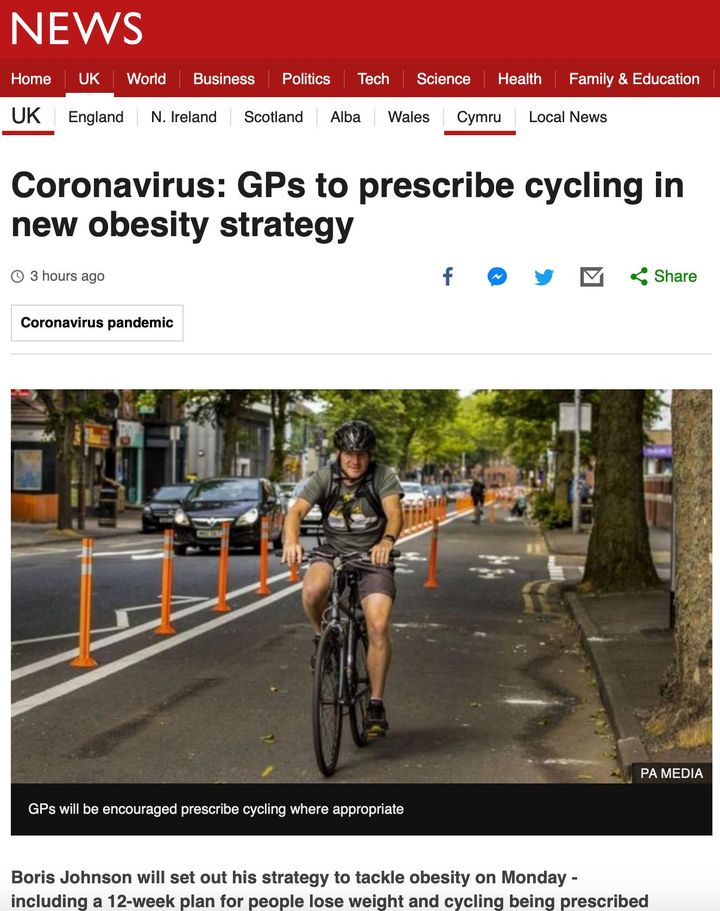 NEWS
Home UK World Business Politics Tech Science Health Family & Education
UK England N. Ireland Scotland Alba Wales Cymru Local News
Coronavirus: GPs to prescribe cycling in
new obesity strategy
3 hours ago
Share
Coronavirus pandemic
PA MEDIA
GPs will be encouraged prescribe cycling where appropriate
Boris Johnson will set out his strategy to tackle obesity on Monday -
including a 12-week plan for people lose weight and cycling being prescribed